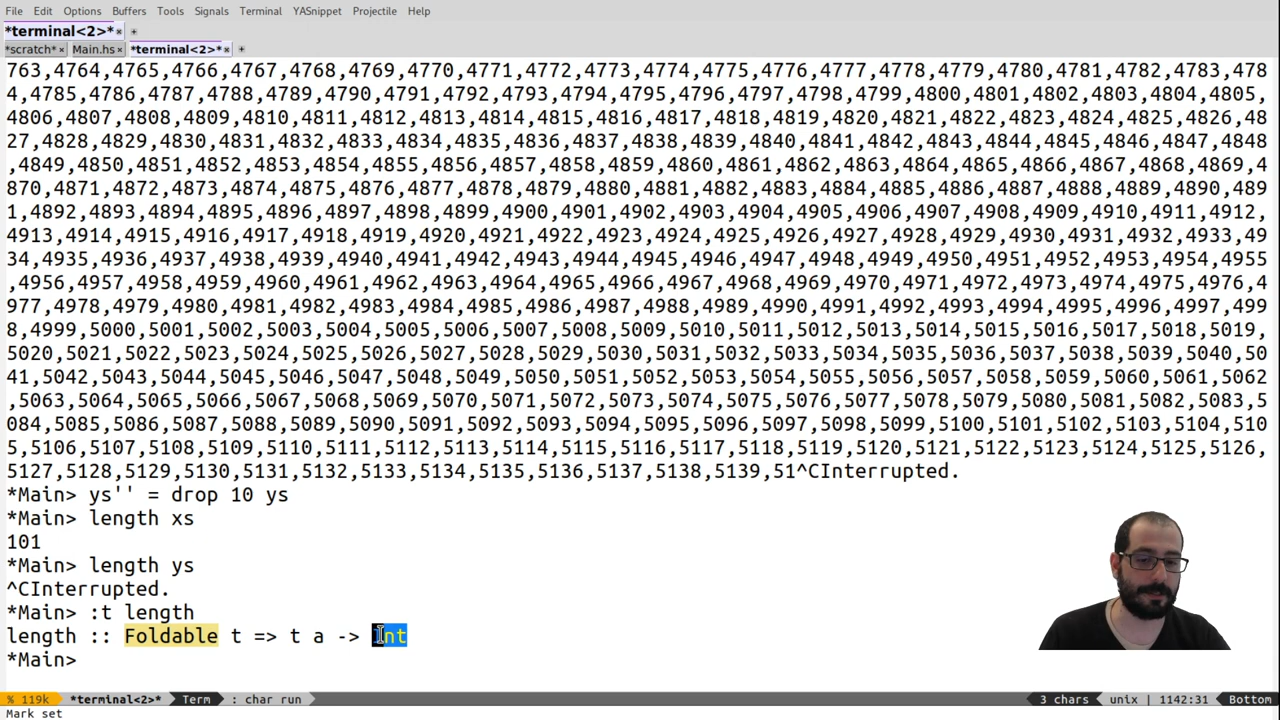 File Edit Options Buffers Tools Signals Terminal YASnippet Projectile Help
*terminal<2>*× +
*scratch*× Main.hs× *terminal<2>*× +
763,4764,4765,4766,4767,4768,4769,4770,4771,4772,4773,4774,4775,4776,4777,4778,4779,4780,4781,4782,4783,478
4,4785,4786,4787,4788,4789,4790,4791,4792,4793,4794,4795,4796,4797,4798,4799,4800,4801,4802,4803,4804,4805,
4806,4807,4808,4809,4810,4811,4812,4813,4814,4815,4816,4817,4818,4819,4820,4821,4822,4823,4824,4825,4826,48
27,4828,4829,4830,4831,4832,4833,4834,4835,4836,4837,4838,4839,4840,4841,4842,4843,4844,4845,4846,4847,4848
,4849,4850,4851,4852,4853,4854,4855,4856,4857,4858,4859,4860,4861,4862,4863,4864,4865,4866,4867,4868,4869,4
870,4871,4872,4873,4874,4875,4876,4877,4878,4879,4880,4881,4882,4883,4884,4885,4886,4887,4888,4889,4890,489
1,4892,4893,4894,4895,4896,4897,4898,4899,4900,4901,4902,4903,4904,4905,4906,4907,4908,4909,4910,4911,4912,
4913,4914,4915,4916,4917,4918,4919,4920,4921,4922,4923,4924,4925,4926,4927,4928,4929,4930,4931,4932,4933,49
34,4935,4936,4937,4938,4939,4940,4941,4942,4943,4944,4945,4946,4947,4948,4949,4950,4951,4952,4953,4954,4955
,4956,4957,4958,4959,4960,4961,4962,4963,4964,4965,4966,4967,4968,4969,4970,4971,4972,4973,4974,4975,4976,4
977,4978,4979,4980,4981,4982,4983,4984,4985,4986,4987,4988,4989,4990,4991,4992,4993,4994,4995,4996,4997,499
8,4999,5000,5001,5002,5003,5004,5005,5006,5007,5008,5009,5010,5011,5012,5013,5014,5015,5016,5017,5018,5019,
5020,5021,5022,5023,5024,5025,5026,5027,5028,5029,5030,5031,5032,5033,5034,5035,5036,5037,5038,5039,5040,50
41,5042,5043,5044,5045,5046,5047,5048,5049,5050,5051,5052,5053,5054,5055,5056,5057,5058,5059,5060,5061,5062
,5063,5064,5065,5066,5067,5068,5069,5070,5071,5072,5073,5074,5075,5076,5077,5078,5079,5080,5081,5082,5083,5
084,5085,5086,5087,5088,5089,5090,5091,5092,5093,5094,5095,5096,5097,5098,5099,5100,5101,5102,5103,5104,510
5,5106,5107,5108,5109,5110,5111,5112,5113,5114,5115,5116,5117,5118,5119,5120,5121,5122,5123,5124,5125,5126,
5127,5128,5129,5130,5131,5132,5133,5134,5135,5136,5137,5138,5139,51^CInterrupted.
*Main> ys'' = drop 10 ys
*Main> length xs
101
*Main> length ys
^CInterrupted.
*Main> :t length
length :: Foldable t => t a -> Int
*Main>
% 119k *terminal<2>* Term : char run 3 chars unix | 1142:31 Bottom
Mark set